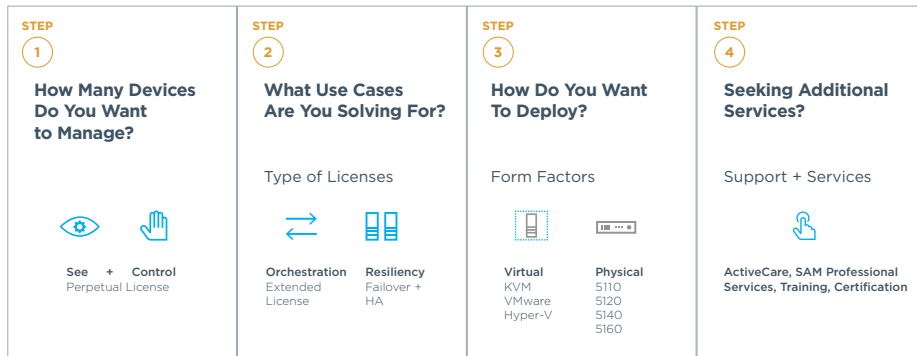 STEP
1
How Many Devices
Do You Want
to Manage?
See + Control
Perpetual License
STEP
2
What Use Cases
Are You Solving For?
Type of Licenses
Orchestration
Extended
License
Resiliency
Failover +
HA
STEP
3
How Do You Want
To Deploy?
Form Factors
Virtual
KVM
VMware
Hyper-V
Physical
5110
5120
5140
5160
STEP
4
Seeking Additional
Services?
Support + Services
ActiveCare, SAM Professional
Services, Training, Certification